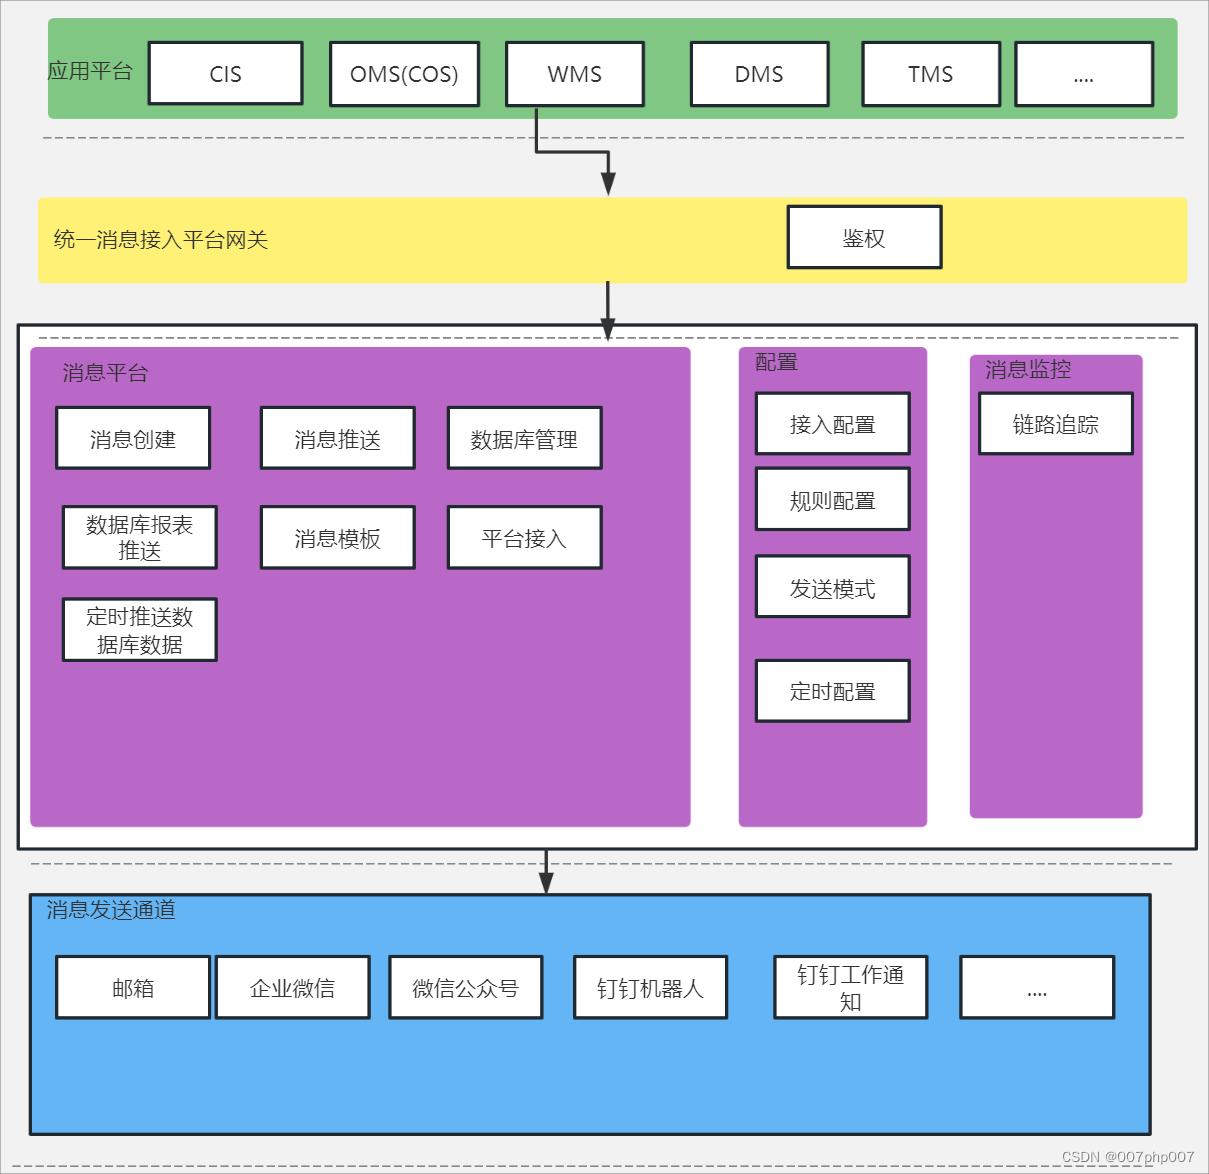 应用平台
CIS
OMS(COS)
WMS
DMS
TMS
....
统一消息接入平台网关
鉴权
消息平台
消息创建
消息推送
数据库管理
数据库报表
推送
消息模板
平台接入
定时推送数
据库数据
配置
接入配置
规则配置
发送模式
定时配置
消息监控
链路追踪
消息发送通道
邮箱
企业微信
微信公众号
钉钉机器人
钉钉工作通
知
....
CSDN @007php007